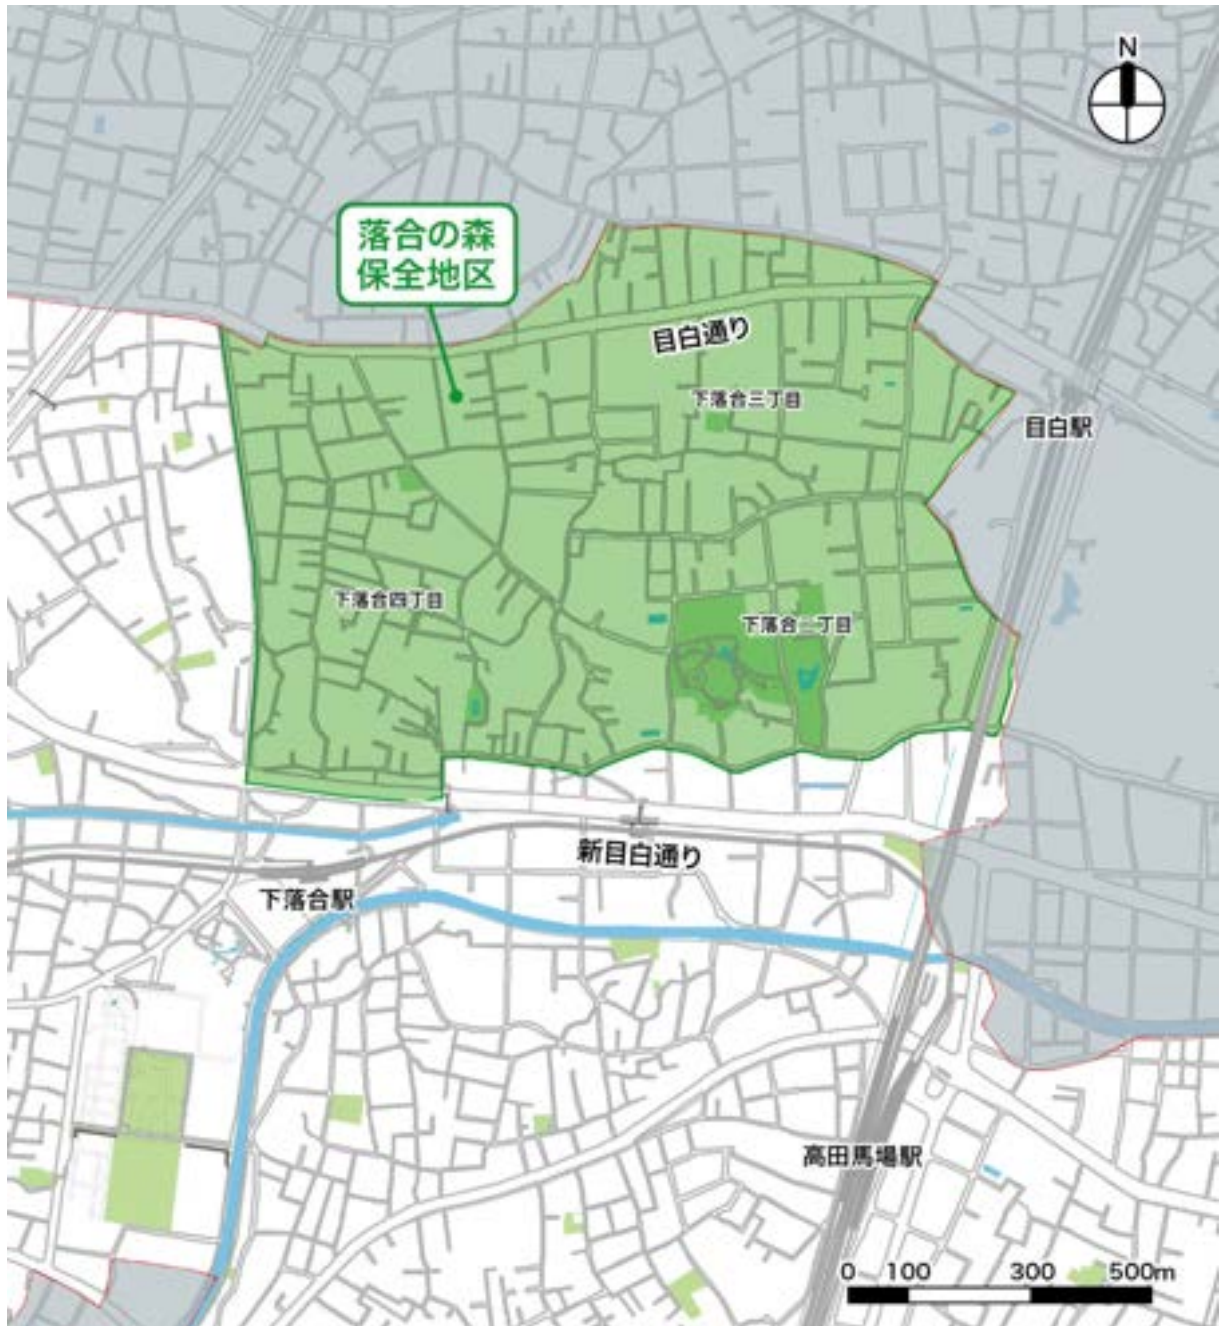 N
落合の森
保全地区
目白通り
下落合三丁目
目白駅
下落合四丁目
下落合二丁目
新目白通り
下落合駅
高田馬場駅
0 100 300 500m